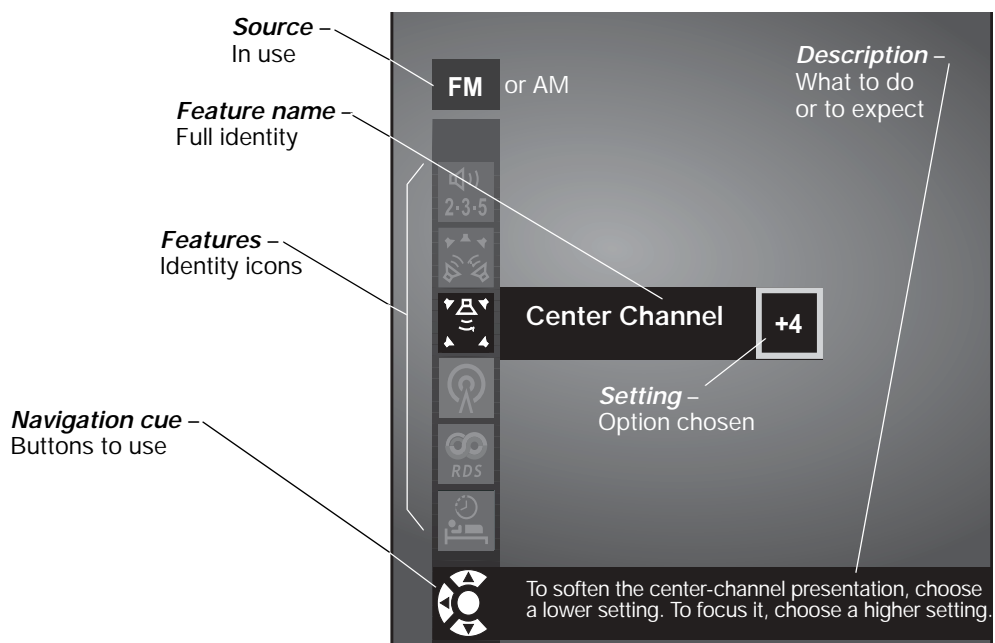 Source –
In use
FM or AM
Description –
What to do
or to expect
Feature name –
Full identity
2·3·5
Features –
Identity icons
Center Channel +4
Setting –
Option chosen
Navigation cue –
Buttons to use
RDS
To soften the center-channel presentation, choose
a lower setting. To focus it, choose a higher setting.